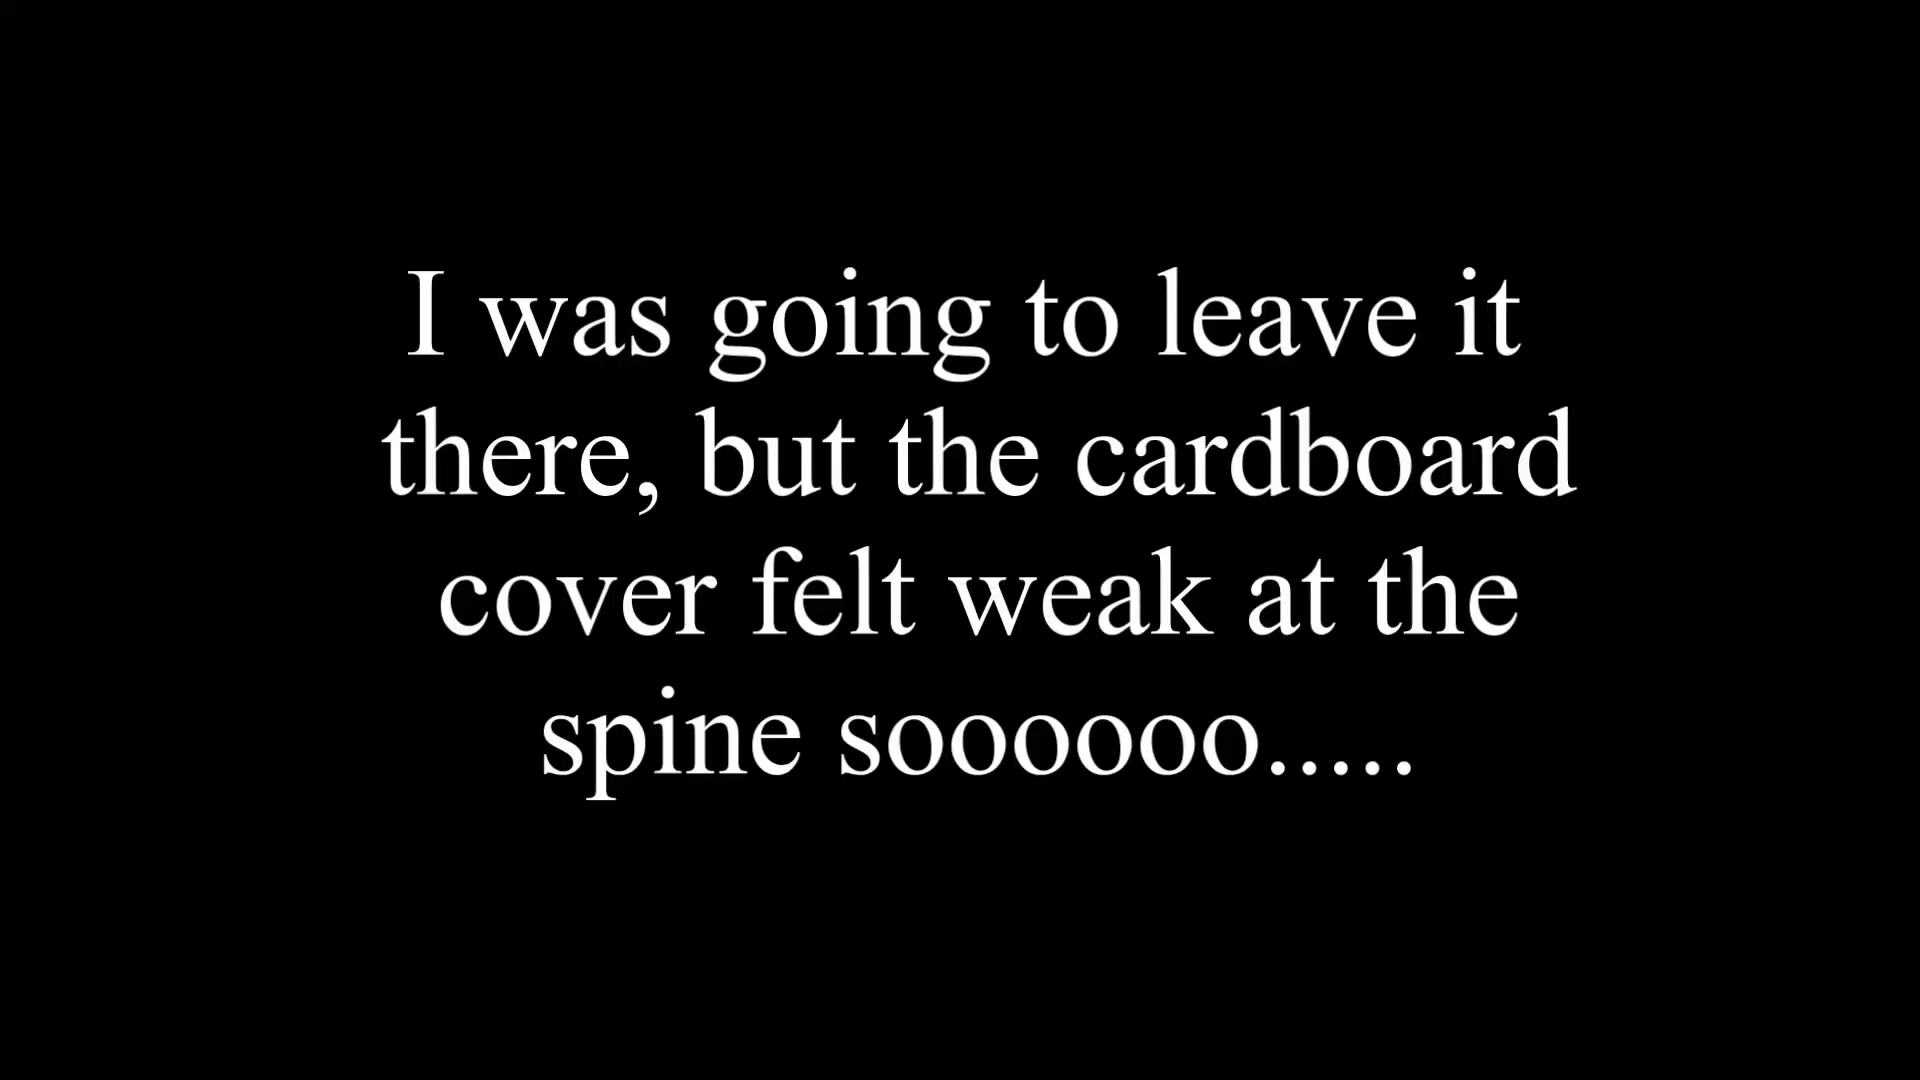 I was going to leave it
there, but the cardboard
cover felt weak at the
spine soooooo.....